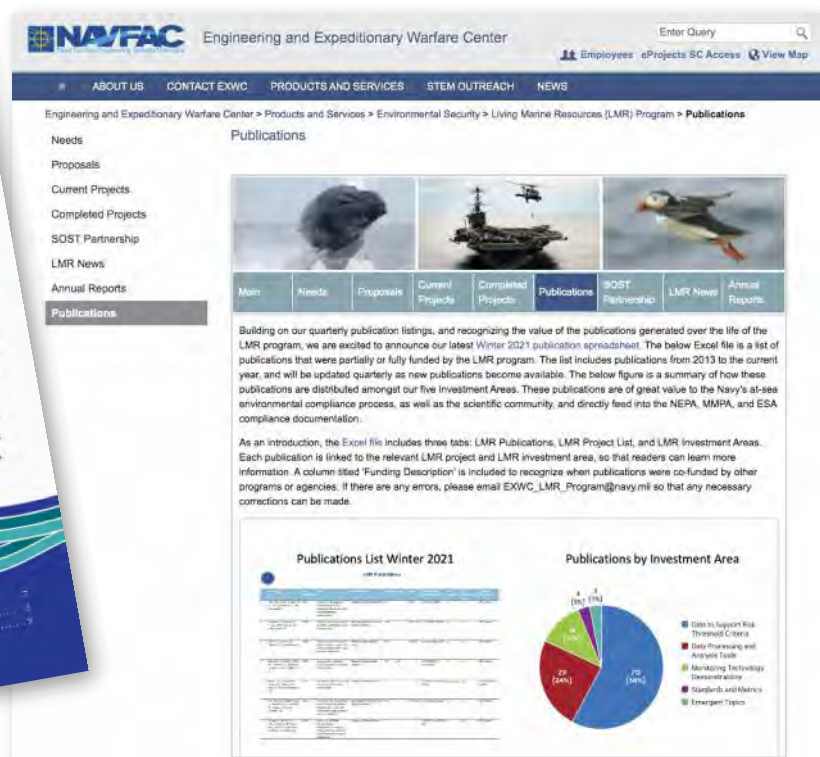 NAVFAC
Engineering and Expeditionary Warfare Center
Enter Query
Employees eProjects SC Access View Map
ABOUT US CONTACT EXWC PRODUCTS AND SERVICES STEM OUTREACH NEWS
Engineering and Expeditionary Warfare Center > Products and Services > Environmental Security > Living Marine Resources (LMR) Program > Publications
Needs
Proposals
Current Projects
Completed Projects
SOST Partnership
LMR News
Annual Reports
Publications
Publications
Main Needs Proposals Current Projects Completed Projects Publications SOST Partnership LMR News Annual Reports
Building on our quarterly publication listings, and recognizing the value of the publications generated over the life of the
LMR program, we are excited to announce our latest Winter 2021 publication spreadsheet. The below Excel file is a list of
publications that were partially or fully funded by the LMR program. The list includes publications from 2013 to the current
year, and will be updated quarterly as new publications become available. The below figure is a summary of how these
publications are distributed amongst our five Investment Areas. These publications are of great value to the Navy's at-sea
environmental compliance process, as well as the scientific community, and directly feed into the NEPA, MMPA, and ESA
compliance documentation.
As an introduction, the Excel file includes three tabs: LMR Publications, LMR Project List, and LMR Investment Areas.
Each publication is linked to the relevant LMR project and LMR investment area, so that readers can learn more
information. A column titled 'Funding Description' is included to recognize when publications were co-funded by other
programs or agencies. If there are any errors, please email EXWC_LMR_Program@navy.mil so that any necessary
corrections can be made.
Publications List Winter 2021
LMR Publications
Publications by Investment Area
70
(58%)
29
(24%)
Data to Support Risk
Threshold Criteria
Data Processing and
Analysis Tools
Monitoring Technology
Demonstrations
Standards and Metrics
Emergent Topics
8
9